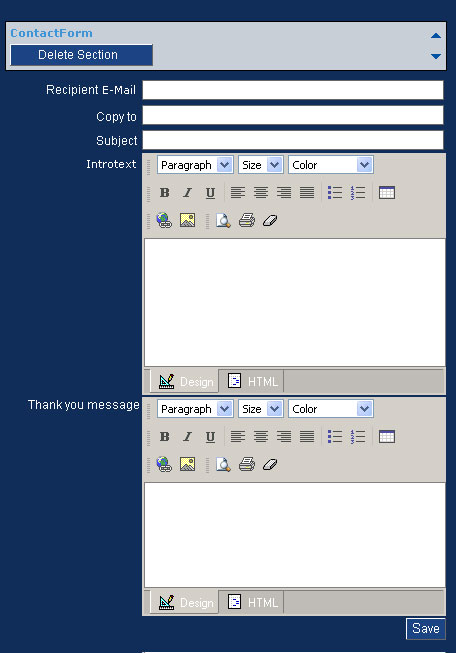 ContactForm
Delete Section
Recipient E-Mail
Copy to
Subject
Introtext Paragraph Size Color
B I U
Design HTML
Thank you message Paragraph Size Color
B I U
Design HTML
Save